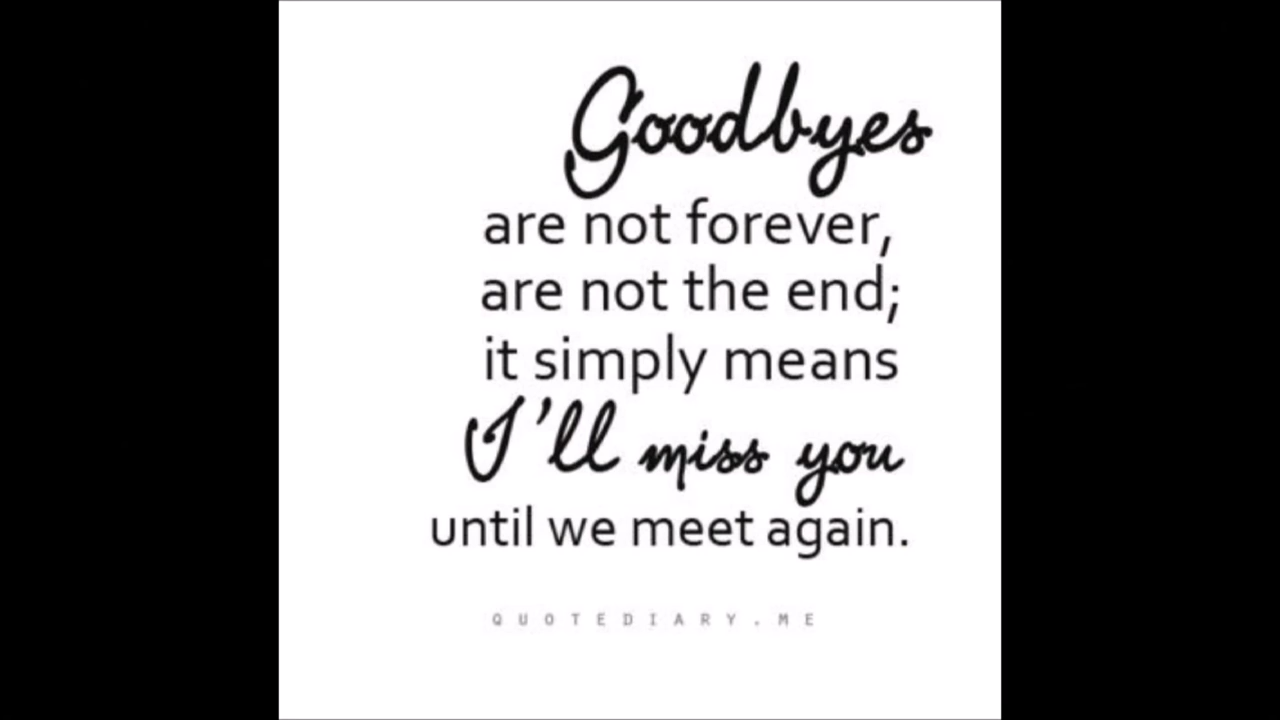 Goodbyes
are not forever,
are not the end;
it simply means
I'll miss you
until we meet again.
QUOTEDIARY.ME